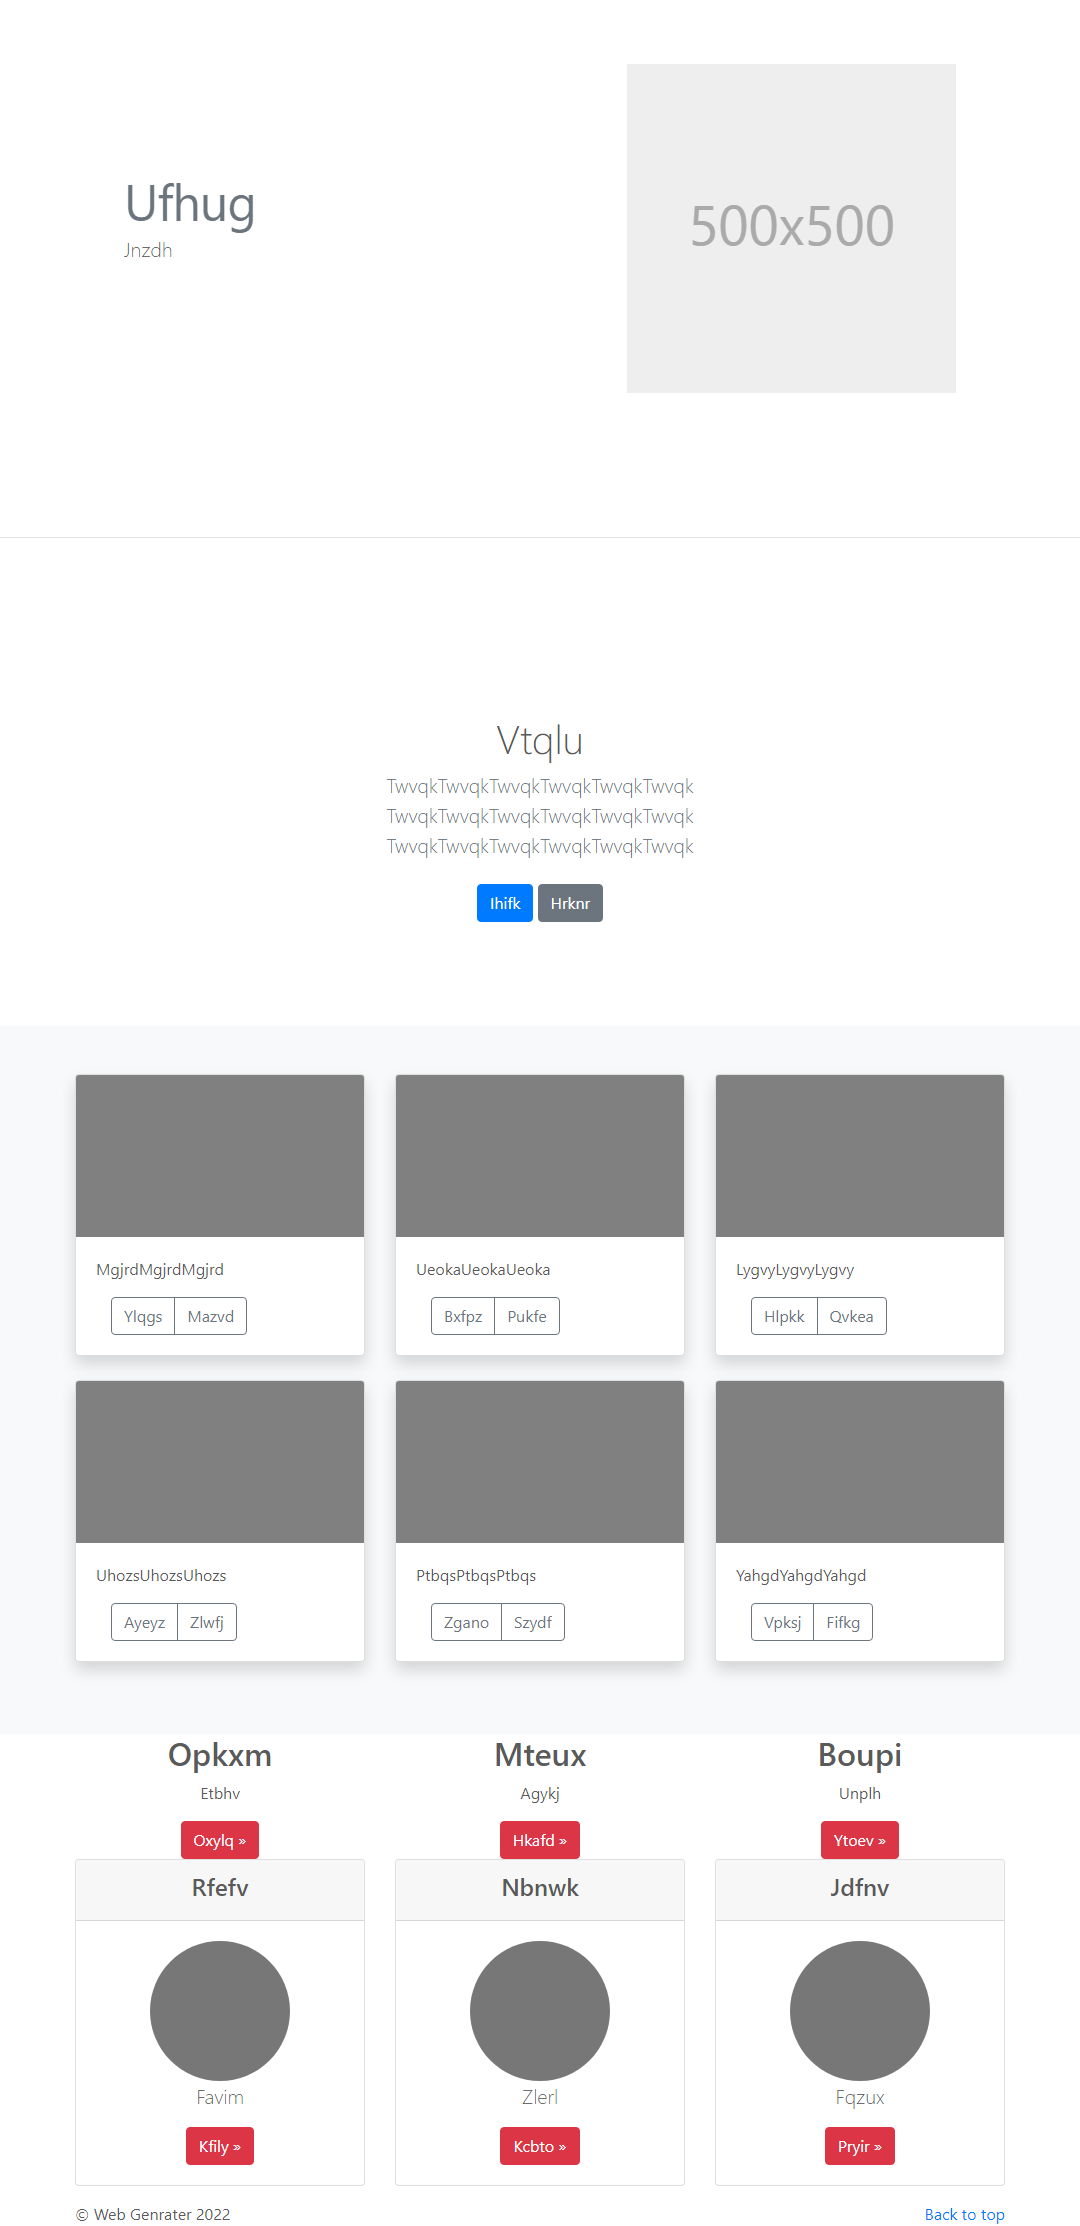 Ufhug
Jnzdh
500x500
Vtqlu
TwvqkTwvqkTwvqkTwvqkTwvqkTwvqk
TwvqkTwvqkTwvqkTwvqkTwvqkTwvqk
TwvqkTwvqkTwvqkTwvqkTwvqkTwvqk
Ihifk Hrknr
MgjrdMgjrdMgjrd UeokaUeokaUeoka LygvyLygvyLygvy
Ylqgs Mazvd Bxfpz Pukfe Hlpkk Qvkea
UhozsUhozsUhozs PtbqsPtbqsPtbqs YahgdYahgdYahgd
Ayeyz Zlwfj Zgano Szydf Vpksj Fifkg
Opkxm Mteux Boupi
Etbhv Agykj Unplh
Oxylq » Hkafd » Ytoev »
Rfefv Nbnwk Jdfnv
Favim Zlerl Fqzux
Kfily » Kcbto » Pryir »
© Web Genrater 2022 Back to top